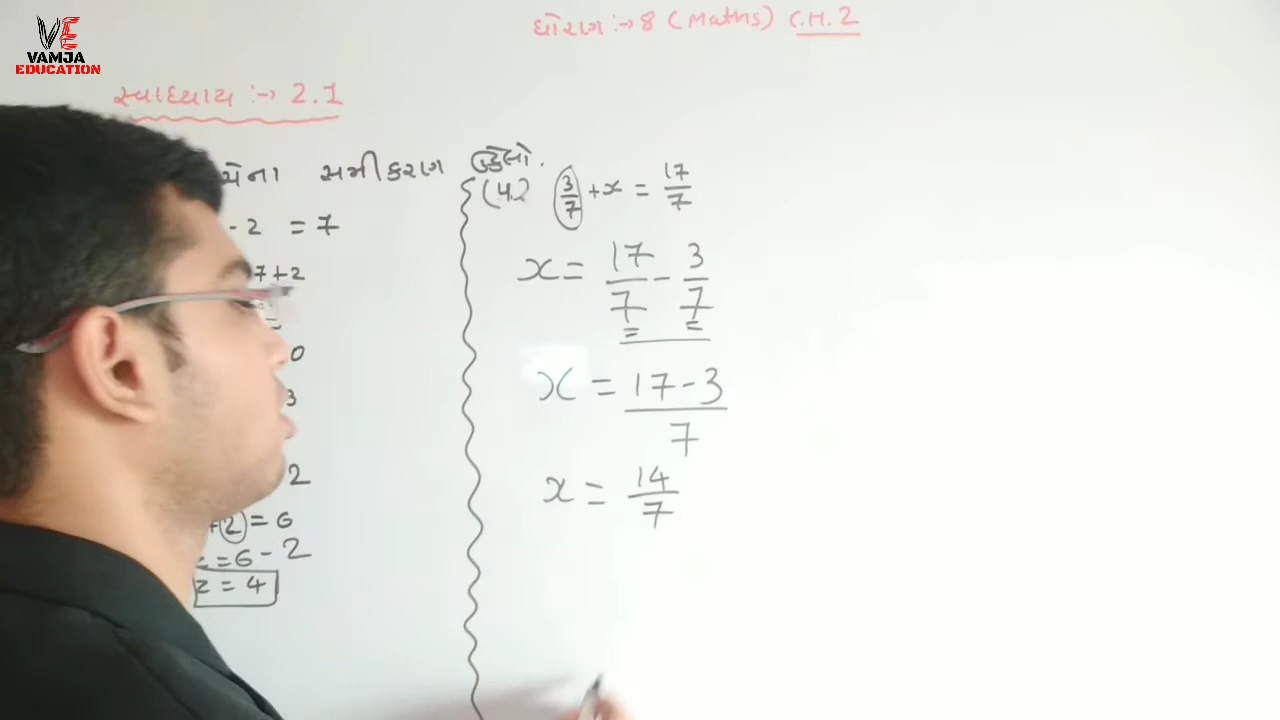 VE
VAMJA
EDUCATION
ધોરણ :→ 8 (Maths) C.H.2
સ્વાધ્યાય :→ 2.1
સમીકરણ ઉકેલો.
- 2 = 7
7+2
0
3
2
+2 = 6
z = 6 - 2
z = 4
(4.) 3/7 + x = 17/7
x = 17/7 - 3/7
x = 17-3/7
x = 14/7